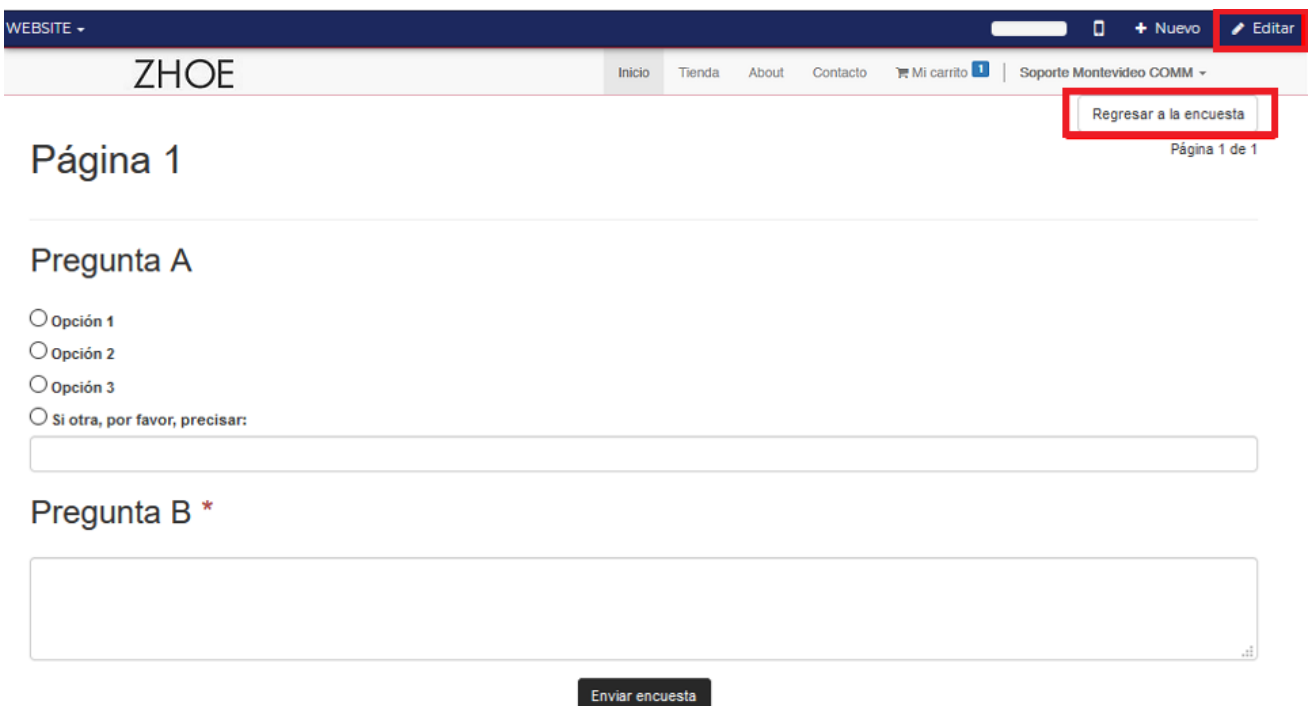 WEBSITE
+ Nuevo Editar
ZHOE Inicio Tienda About Contacto Mi carrito 1 Soporte Montevideo COMM
Regresar a la encuesta
Página 1 Página 1 de 1
Pregunta A
Opción 1
Opción 2
Opción 3
Si otra, por favor, precisar:
Pregunta B *
Enviar encuesta